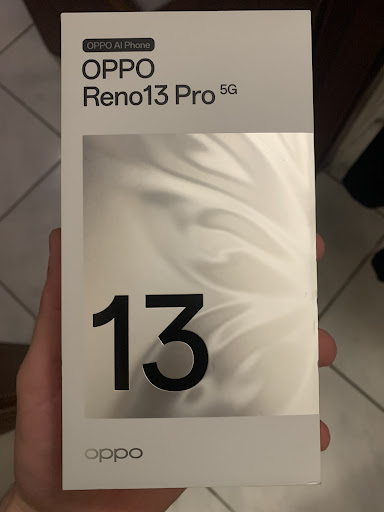 OPPO AI Phone
OPPO
Reno13 Pro 5G
13
oppo